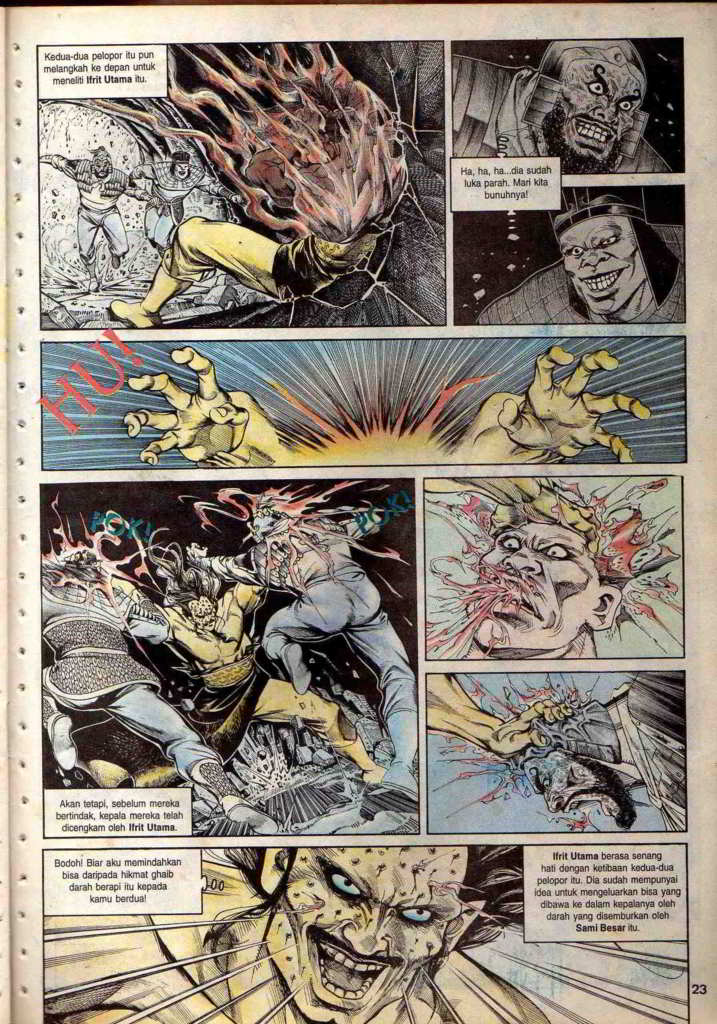 Kedua-dua pelopor itu pun
melangkah ke depan untuk
meneliti Ifrit Utama itu.
Ha, ha, ha...dia sudah
luka parah. Mari kita
bunuhnya!
HU!
POK!
POK!
Akan tetapi, sebelum mereka
bertindak, kepala mereka telah
dicengkam oleh Ifrit Utama.
Bodoh! Biar aku memindahkan
bisa daripada hikmat ghaib
darah berapi itu kepada
kamu berdua!
Ifrit Utama berasa senang
hati dengan ketibaan kedua-dua
pelopor itu. Dia sudah mempunyai
idea untuk mengeluarkan bisa yang
dibawa ke dalam kepalanya oleh
darah yang disemburkan oleh
Sami Besar itu.
23